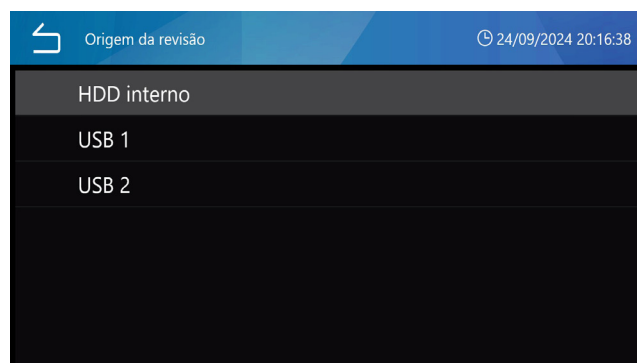 Origem da revisão
24/09/2024 20:16:38
HDD interno
USB 1
USB 2